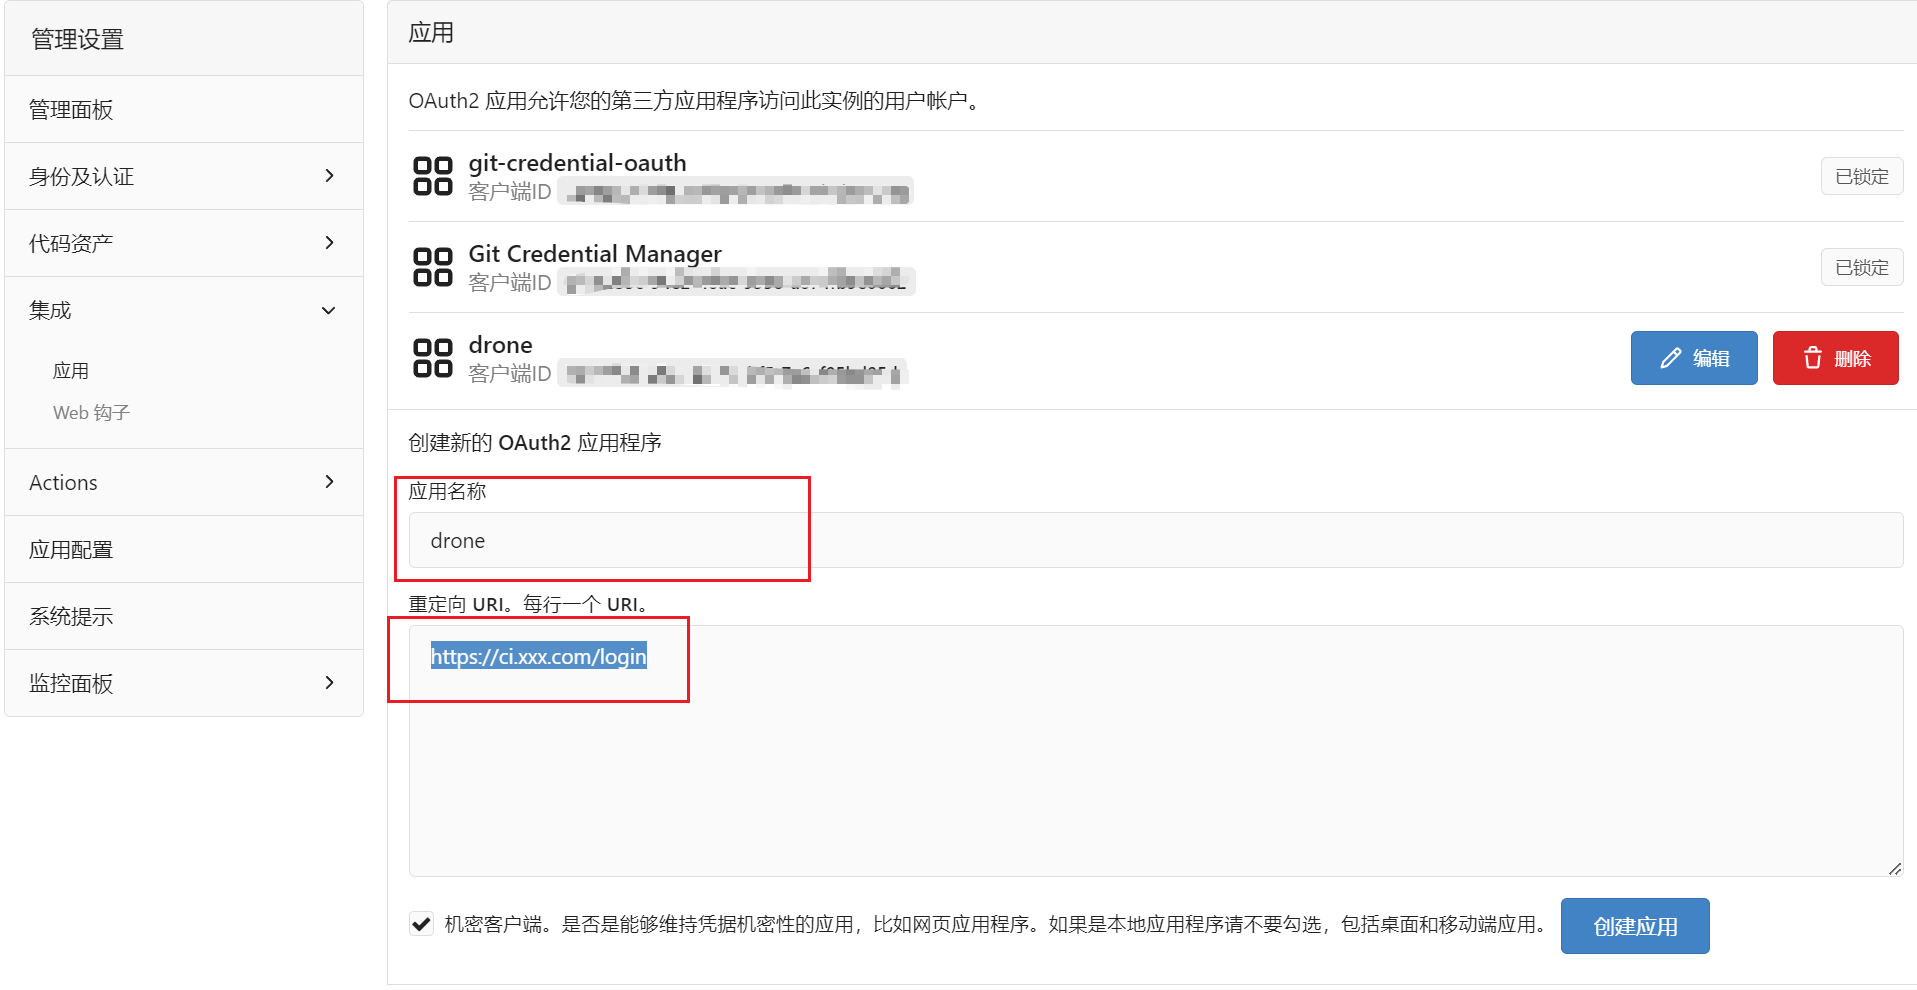 管理设置
管理面板
身份及认证
代码资产
集成
应用
Web 钩子
Actions
应用配置
系统提示
监控面板
应用
OAuth2 应用允许您的第三方应用程序访问此实例的用户帐户。
git-credential-oauth
客户端ID
已锁定
Git Credential Manager
客户端ID
已锁定
drone
客户端ID
编辑 删除
创建新的 OAuth2 应用程序
应用名称
drone
重定向 URI。每行一个 URI。
https://ci.xxx.com/login
机密客户端。是否是能够维持凭据机密性的应用，比如网页应用程序。如果是本地应用程序请不要勾选，包括桌面和移动端应用。 创建应用